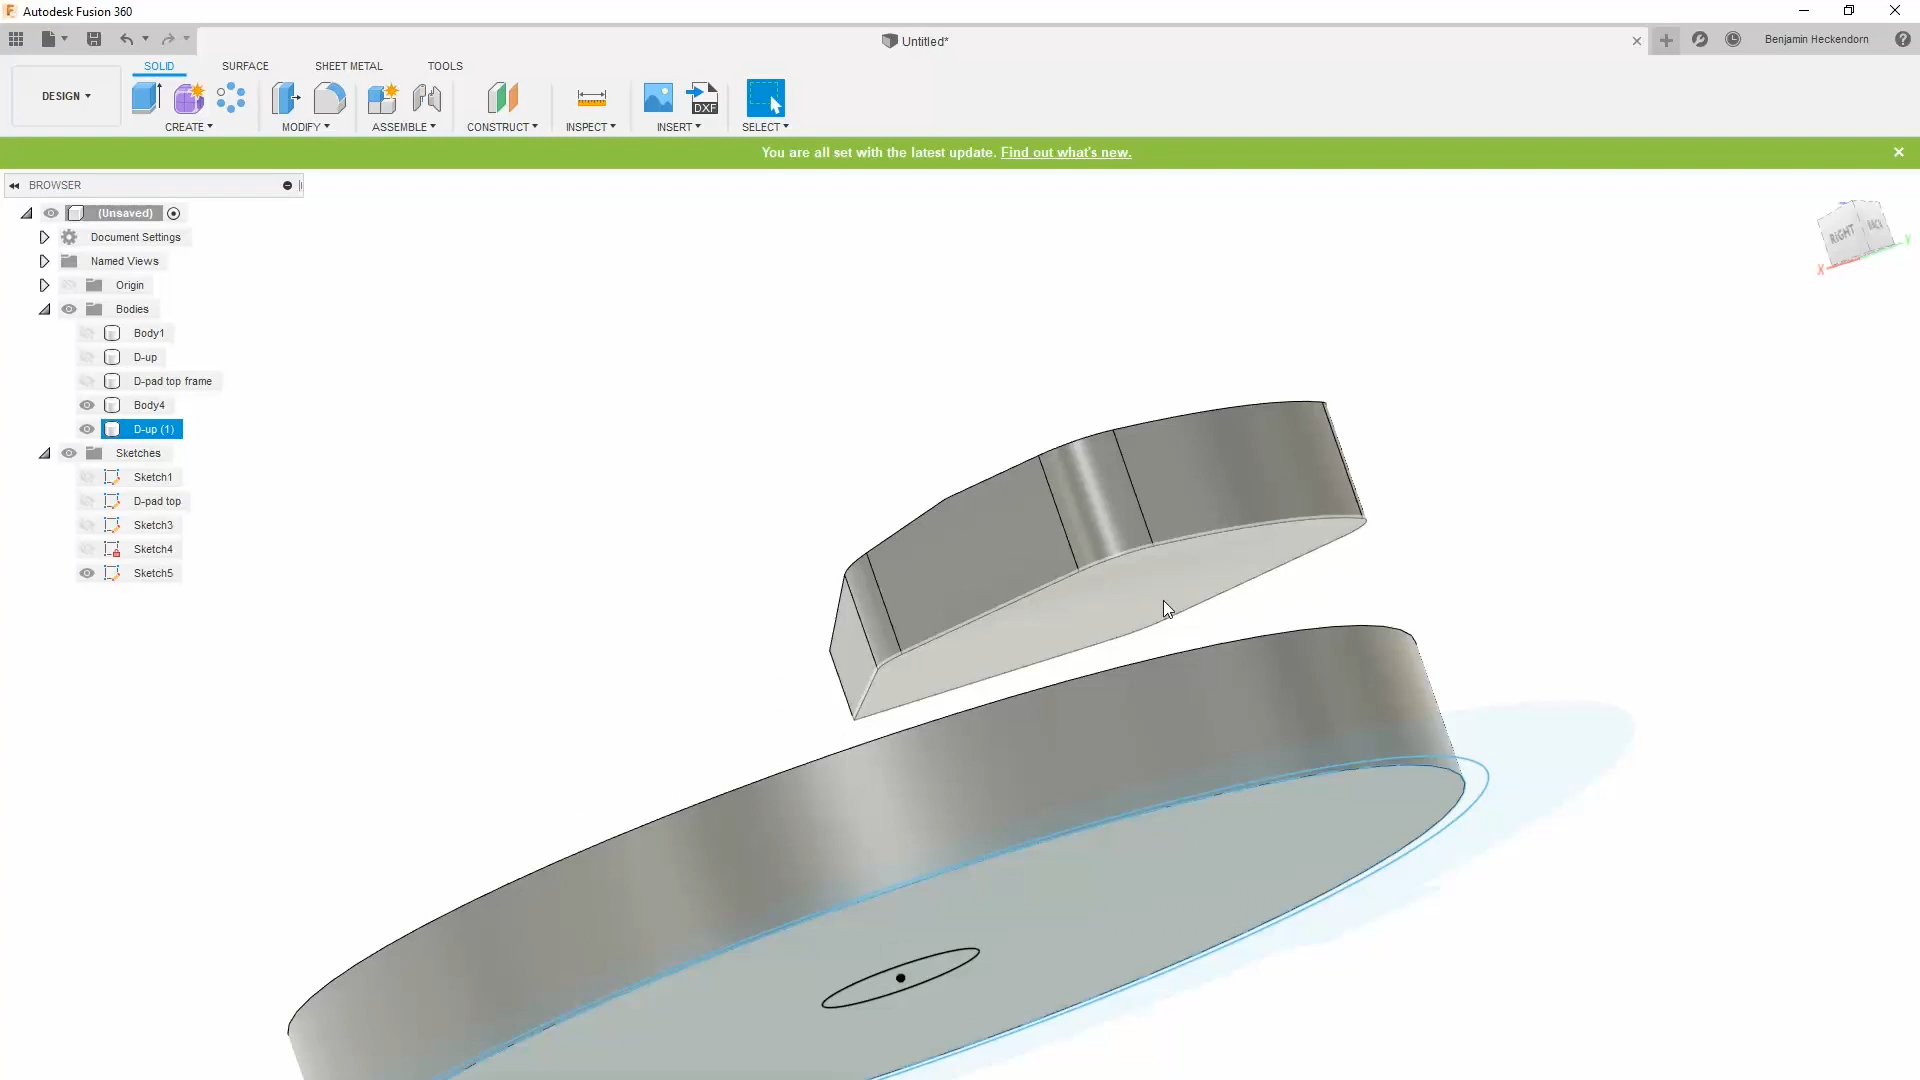 Autodesk Fusion 360
Untitled*
Benjamin Heckendorn
SOLID SURFACE SHEET METAL TOOLS
DESIGN
DXF
CREATE MODIFY ASSEMBLE CONSTRUCT INSPECT INSERT SELECT
You are all set with the latest update. Find out what's new.
BROWSER
(Unsaved)
Document Settings
Named Views
Origin
Bodies
Body1
D-up
D-pad top frame
Body4
D-up (1)
Sketches
Sketch1
D-pad top
Sketch3
Sketch4
Sketch5
RIGHT BACK
X Y